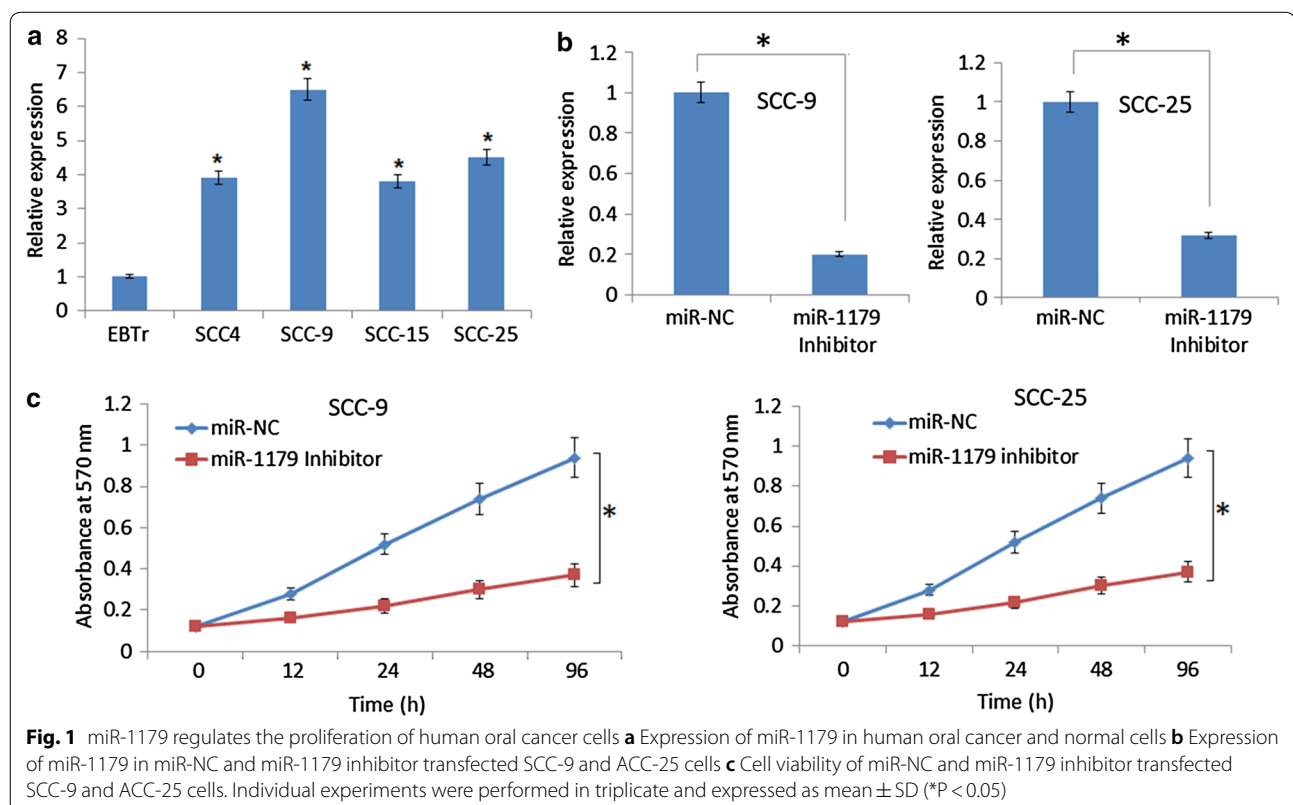 a
8
7
6
5
4
3
2
1
0
Relative expression
*
*
*
*
EBTr SCC4 SCC-9 SCC-15 SCC-25
b
1.2
1
0.8
0.6
0.4
0.2
0
Relative expression
*
SCC-9
miR-NC miR-1179
Inhibitor
1.2
1
0.8
0.6
0.4
0.2
0
Relative expression
*
SCC-25
miR-NC miR-1179
Inhibitor
c
SCC-9
1.2
1
0.8
0.6
0.4
0.2
0
Absorbance at 570 nm
miR-NC
miR-1179 Inhibitor
*
0 12 24 48 96
Time (h)
SCC-25
1.2
1
0.8
0.6
0.4
0.2
0
Absorbance at 570 nm
miR-NC
miR-1179 inhibitor
*
0 12 24 48 96
Time (h)
Fig. 1 miR-1179 regulates the proliferation of human oral cancer cells a Expression of miR-1179 in human oral cancer and normal cells b Expression
of miR-1179 in miR-NC and miR-1179 inhibitor transfected SCC-9 and ACC-25 cells c Cell viability of miR-NC and miR-1179 inhibitor transfected
SCC-9 and ACC-25 cells. Individual experiments were performed in triplicate and expressed as mean ± SD (*P < 0.05)